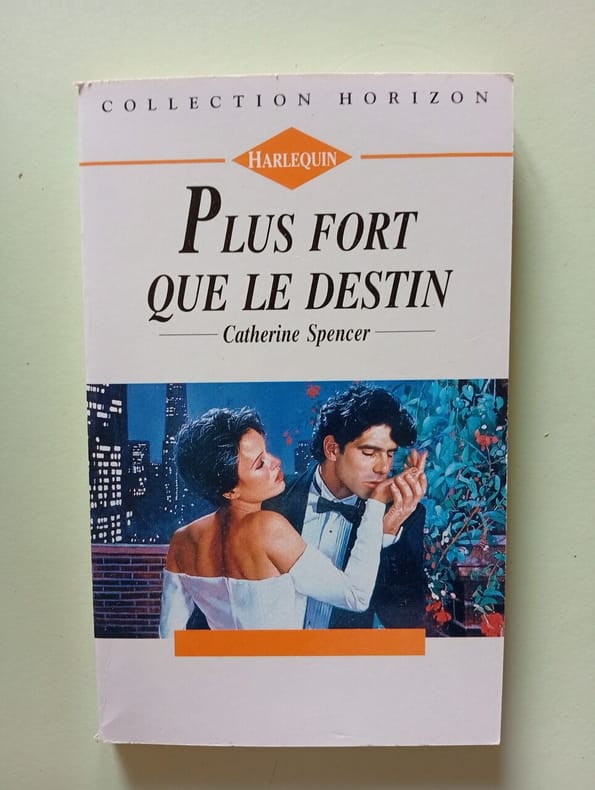 COLLECTION HORIZON
HARLEQUIN
PLUS FORT
QUE LE DESTIN
Catherine Spencer